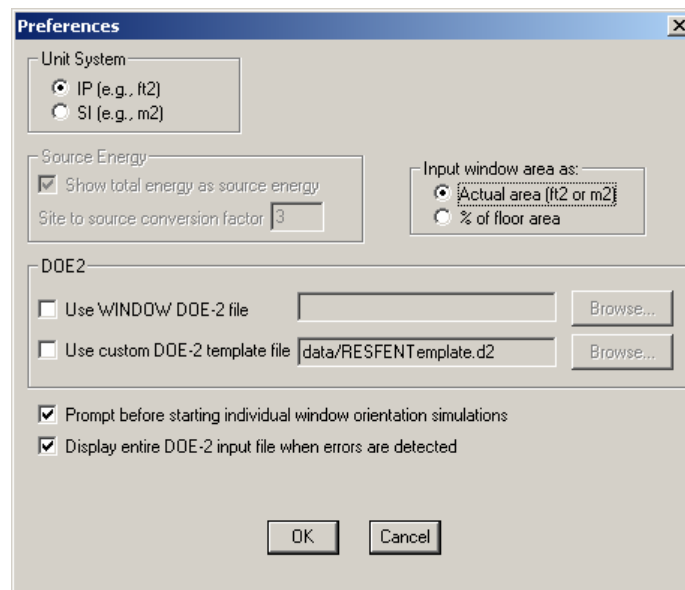 Preferences
Unit System
IP (e.g., ft2)
SI (e.g., m2)
Source Energy
Show total energy as source energy
Site to source conversion factor 3
Input window area as:
Actual area (ft2 or m2)
% of floor area
DOE2
Use WINDOW DOE-2 file Browse...
Use custom DOE-2 template file data/RESFENTemplate.d2 Browse...
Prompt before starting individual window orientation simulations
Display entire DOE-2 input file when errors are detected
OK Cancel